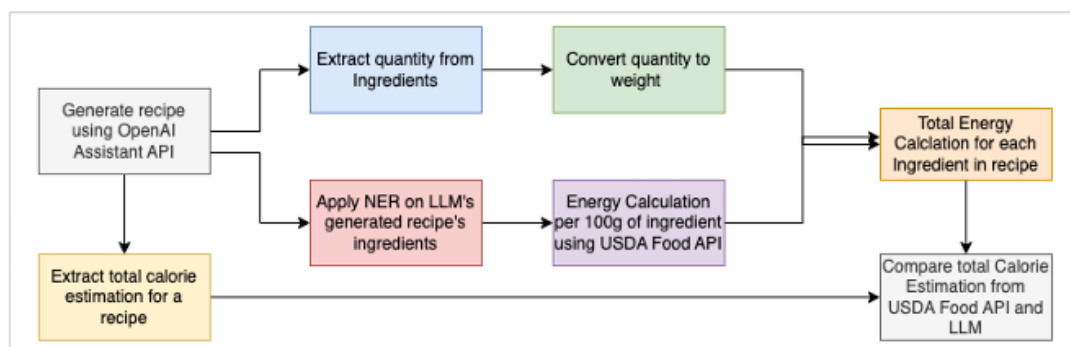 Extract quantity from
Ingredients
Convert quantity to
weight
Generate recipe
using OpenAI
Assistant API
Total Energy
Calclation for each
Ingredient in recipe
Apply NER on LLM's
generated recipe's
ingredients
Energy Calculation
per 100g of ingredient
using USDA Food API
Extract total calorie
estimation for a
recipe
Compare total Calorie
Estimation from
USDA Food API and
LLM